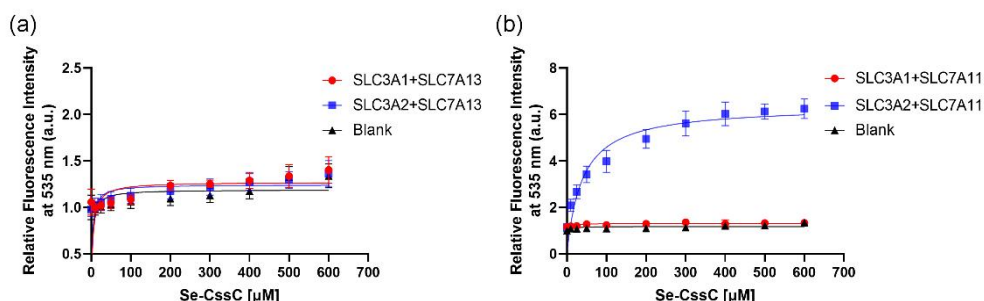 (a)
Relative Fluorescence Intensity
at 535 nm (a.u.)
2.5
2.0
1.5
1.0
0.5
0 100 200 300 400 500 600 700
Se-CssC [µM]
SLC3A1+SLC7A13
SLC3A2+SLC7A13
Blank
(b)
Relative Fluorescence Intensity
at 535 nm (a.u.)
8
6
4
2
0
0 100 200 300 400 500 600 700
Se-CssC [µM]
SLC3A1+SLC7A11
SLC3A2+SLC7A11
Blank